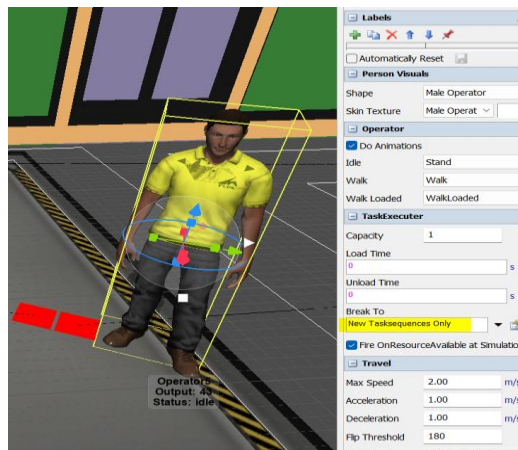 Labels
Automatically Reset
Person Visuals
Shape
Male Operator
Skin Texture
Male Operat
Operator
Do Animations
Idle
Stand
Walk
Walk
Walk Loaded
WalkLoaded
TaskExecuter
Capacity
1
Load Time
0
s
Unload Time
0
s
Break To
New Tasksequences Only
Fire OnResourceAvailable at Simulatio
Travel
Max Speed
2.00
m/s
Acceleration
1.00
m/s
Deceleration
1.00
m/s
Flip Threshold
180
Output: 43
Status: idle